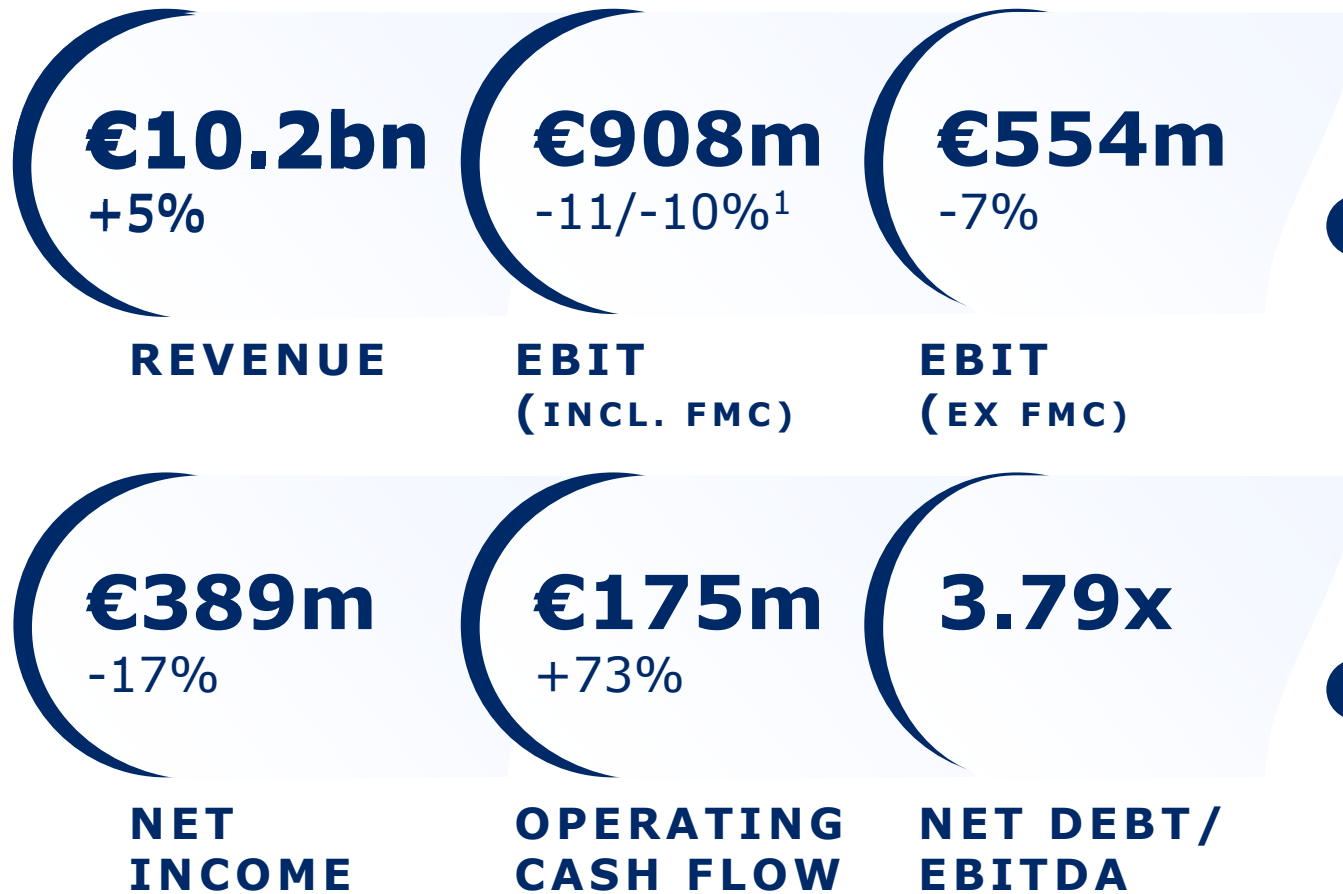 €10.2bn
+5%
REVENUE
€908m
-11/-10%¹
EBIT
(INCL. FMC)
€554m
-7%
EBIT
(EX FMC)
€389m
-17%
NET
INCOME
€175m
+73%
OPERATING
CASH FLOW
3.79x
NET DEBT/
EBITDA